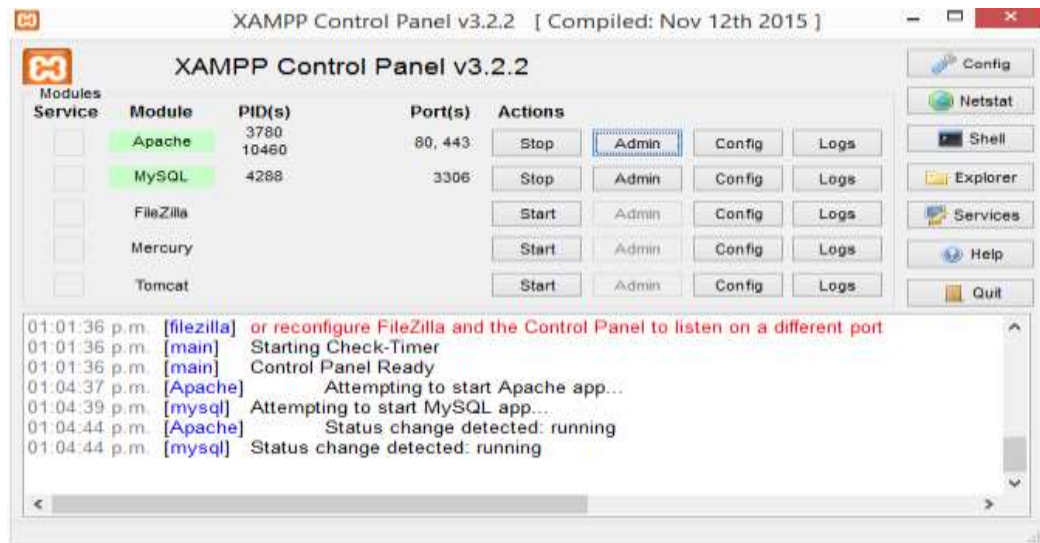 XAMPP Control Panel v3.2.2 [ Compiled: Nov 12th 2015 ]
XAMPP Control Panel v3.2.2
Config
Modules
Service Module PID(s) Port(s) Actions
Netstat
Apache 3780 10460 80, 443 Stop Admin Config Logs
Shell
MySQL 4288 3306 Stop Admin Config Logs
Explorer
FileZilla Start Admin Config Logs
Services
Mercury Start Admin Config Logs
Help
Tomcat Start Admin Config Logs
Quit
01:01:36 p.m. [filezilla] or reconfigure FileZilla and the Control Panel to listen on a different port
01:01:36 p.m. [main] Starting Check-Timer
01:01:36 p.m. [main] Control Panel Ready
01:04:37 p.m. [Apache] Attempting to start Apache app...
01:04:39 p.m. [mysql] Attempting to start MySQL app...
01:04:44 p.m. [Apache] Status change detected: running
01:04:44 p.m. [mysql] Status change detected: running